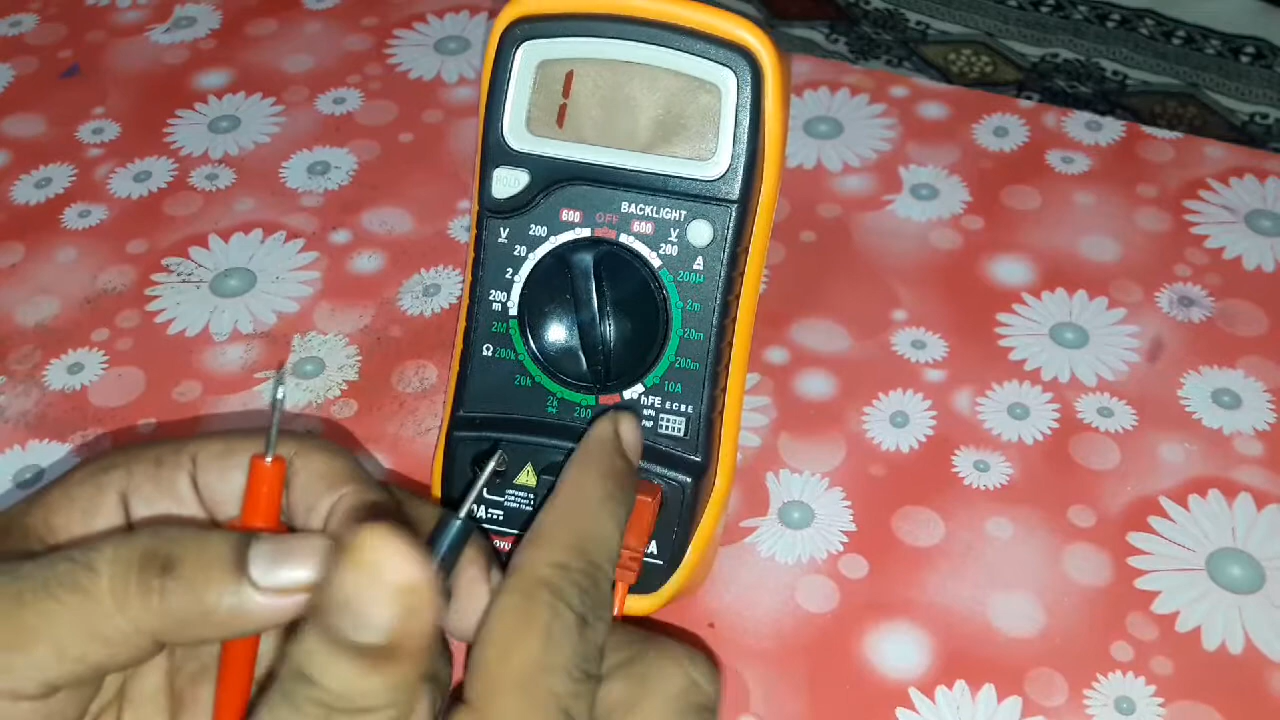 1
HOLD
BACKLIGHT
OFF
600
600
V
200
20
2
200
m
2M
Ω
200k
20k
2k
200
V
200
A
200µ
2m
20m
200m
10A
hFE
E C B E
NPN
PNP
UNFUSED